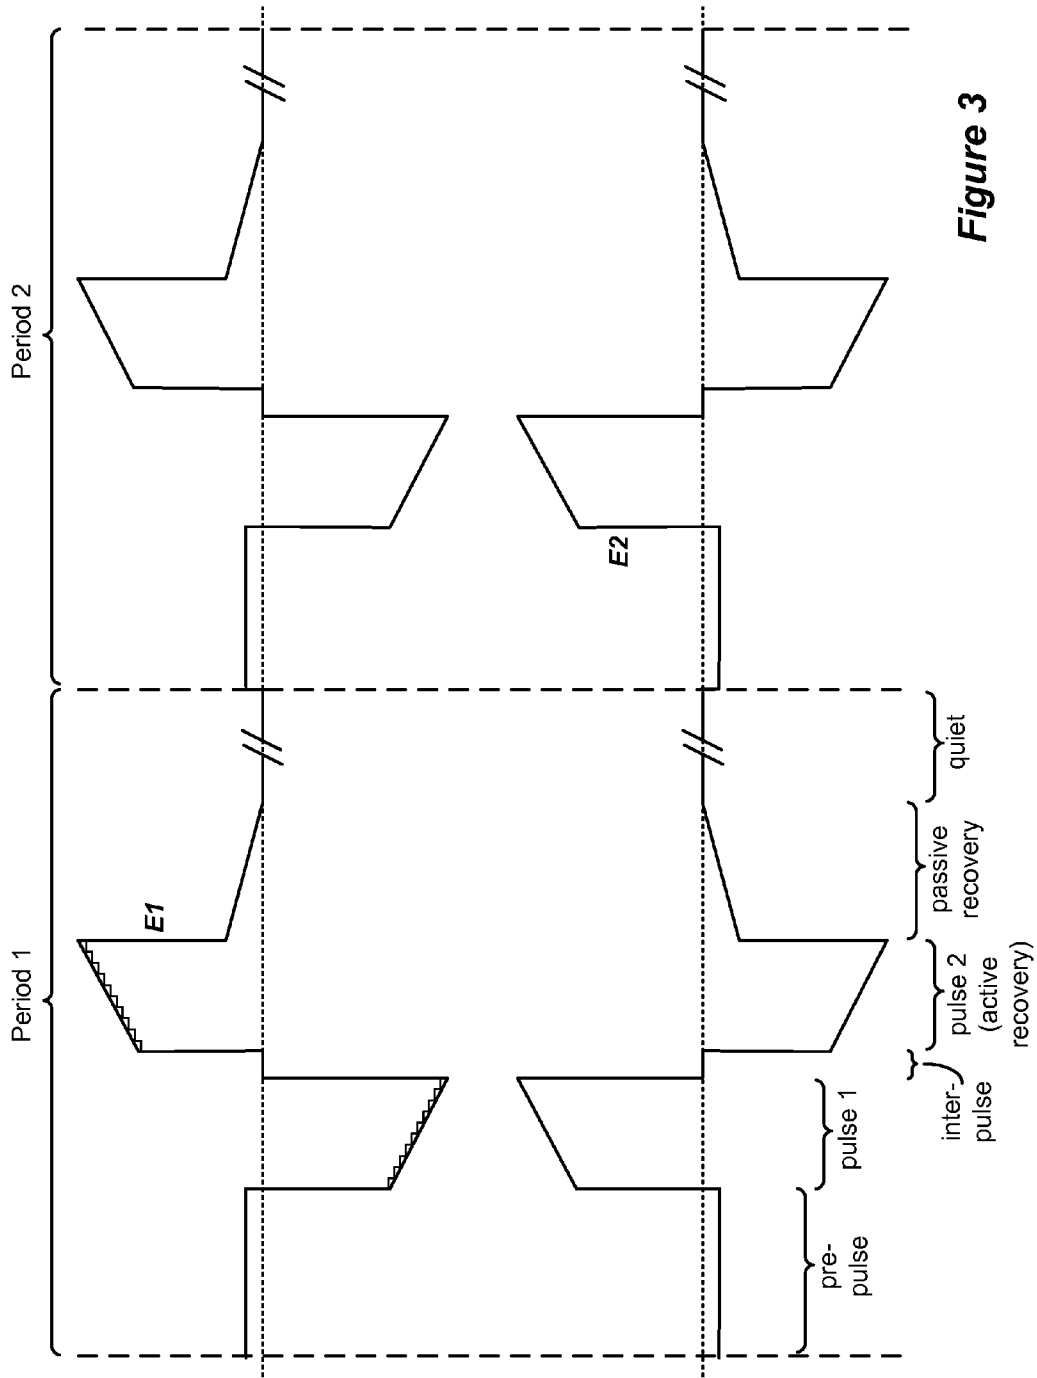 Period 1
Period 2
E1
E2
pre-
pulse
pulse 1
inter-
pulse
pulse 2
(active
recovery)
passive
recovery
quiet
Figure 3